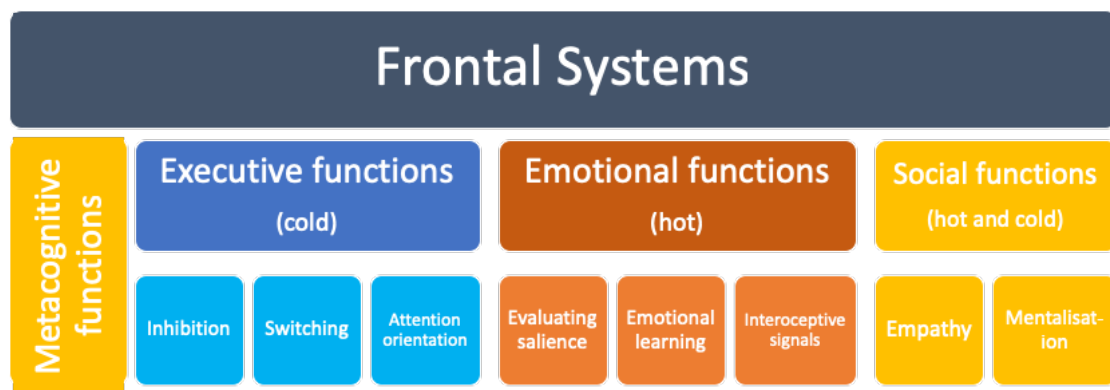 Frontal Systems
Metacognitive
functions
Executive functions
(cold)
Emotional functions
(hot)
Social functions
(hot and cold)
Inhibition
Switching
Attention
orientation
Evaluating
salience
Emotional
learning
Interoceptive
signals
Empathy
Mentalisat-
ion